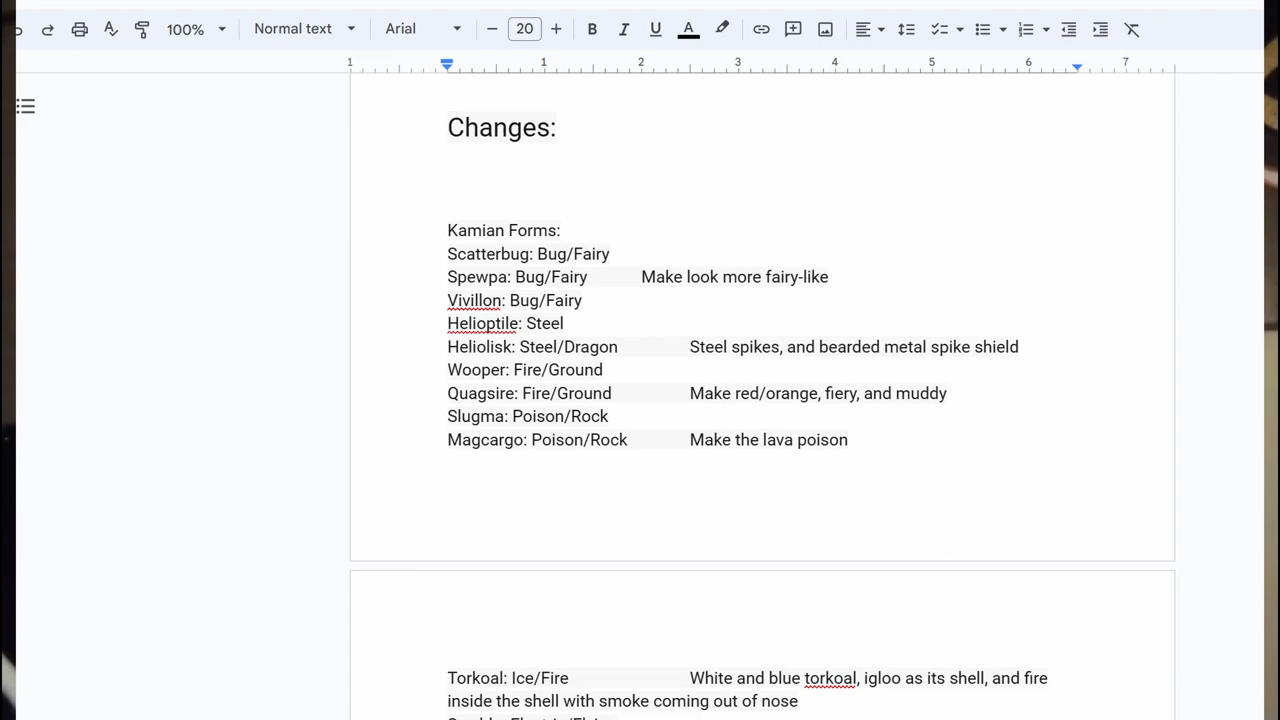 100% Normal text Arial 20 B I U A
1 1 2 3 4 5 6 7
Changes:
Kamian Forms:
Scatterbug: Bug/Fairy
Spewpa: Bug/Fairy Make look more fairy-like
Vivillon: Bug/Fairy
Helioptile: Steel
Heliolisk: Steel/Dragon Steel spikes, and bearded metal spike shield
Wooper: Fire/Ground
Quagsire: Fire/Ground Make red/orange, fiery, and muddy
Slugma: Poison/Rock
Magcargo: Poison/Rock Make the lava poison
Torkoal: Ice/Fire White and blue torkoal, igloo as its shell, and fire
inside the shell with smoke coming out of nose